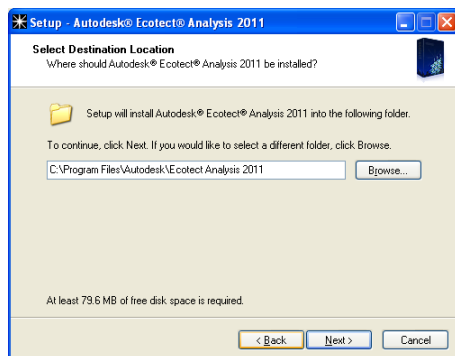 Setup - Autodesk® Ecotect® Analysis 2011
Select Destination Location
Where should Autodesk® Ecotect® Analysis 2011 be installed?
Setup will install Autodesk® Ecotect® Analysis 2011 into the following folder.
To continue, click Next. If you would like to select a different folder, click Browse.
C:\Program Files\Autodesk\Ecotect Analysis 2011
Browse...
At least 79.6 MB of free disk space is required.
< Back
Next >
Cancel